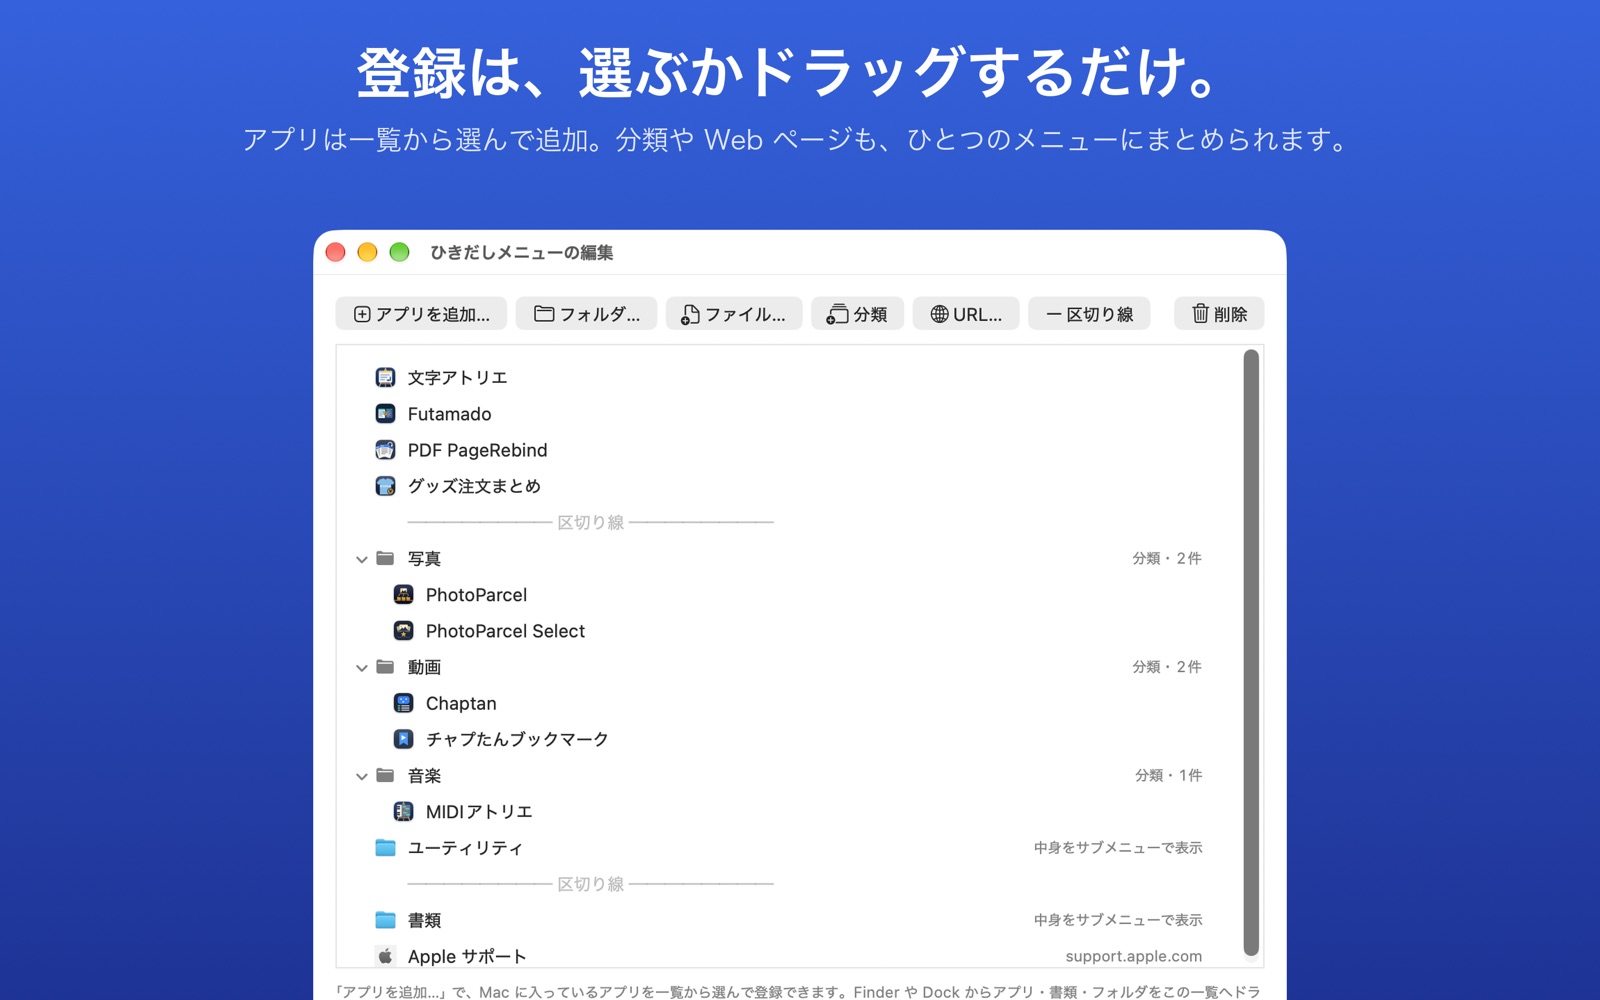 登録は、選ぶかドラッグするだけ。
アプリは一覧から選んで追加。分類や Web ページも、ひとつのメニューにまとめられます。
ひきだしメニューの編集
アプリを追加... フォルダ... ファイル... 分類 URL... 区切り線 削除
文字アトリエ
Futamado
PDF PageRebind
グッズ注文まとめ
区切り線
写真 分類・2件
PhotoParcel
PhotoParcel Select
動画 分類・2件
Chaptan
チャプたんブックマーク
音楽 分類・1件
MIDIアトリエ
ユーティリティ 中身をサブメニューで表示
区切り線
書類 中身をサブメニューで表示
Apple サポート support.apple.com
「アプリを追加...」で、Mac に入っているアプリを一覧から選んで登録できます。Finder や Dock からアプリ・書類・フォルダをこの一覧へドラ